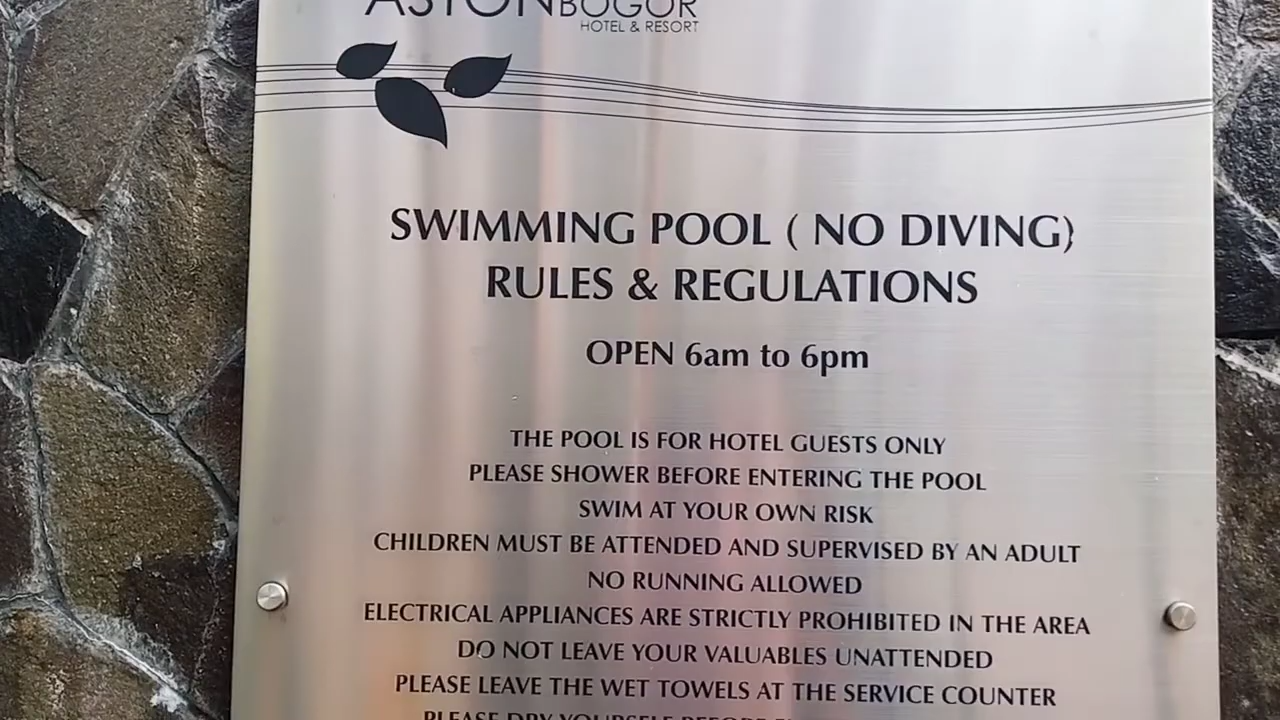 ASTON BOGOR
HOTEL & RESORT
SWIMMING POOL ( NO DIVING)
RULES & REGULATIONS
OPEN 6am to 6pm
THE POOL IS FOR HOTEL GUESTS ONLY
PLEASE SHOWER BEFORE ENTERING THE POOL
SWIM AT YOUR OWN RISK
CHILDREN MUST BE ATTENDED AND SUPERVISED BY AN ADULT
NO RUNNING ALLOWED
ELECTRICAL APPLIANCES ARE STRICTLY PROHIBITED IN THE AREA
DO NOT LEAVE YOUR VALUABLES UNATTENDED
PLEASE LEAVE THE WET TOWELS AT THE SERVICE COUNTER
PLEASE DRY YOURSELF BEFORE